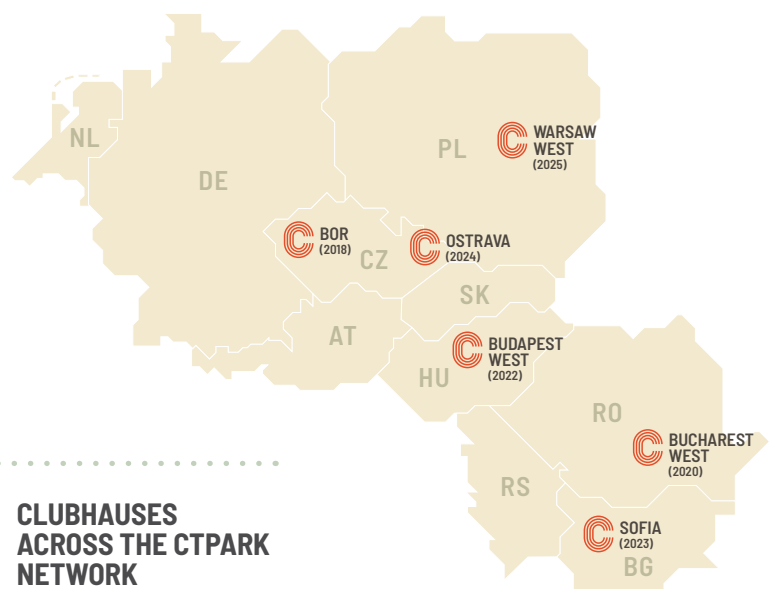 NL
DE
PL
WARSAW
WEST
(2025)
BOR
(2018)
CZ
OSTRAVA
(2024)
SK
AT
HU
BUDAPEST
WEST
(2022)
RO
BUCHAREST
WEST
(2020)
RS
SOFIA
(2023)
BG
CLUBHAUSES
ACROSS THE CTPARK
NETWORK